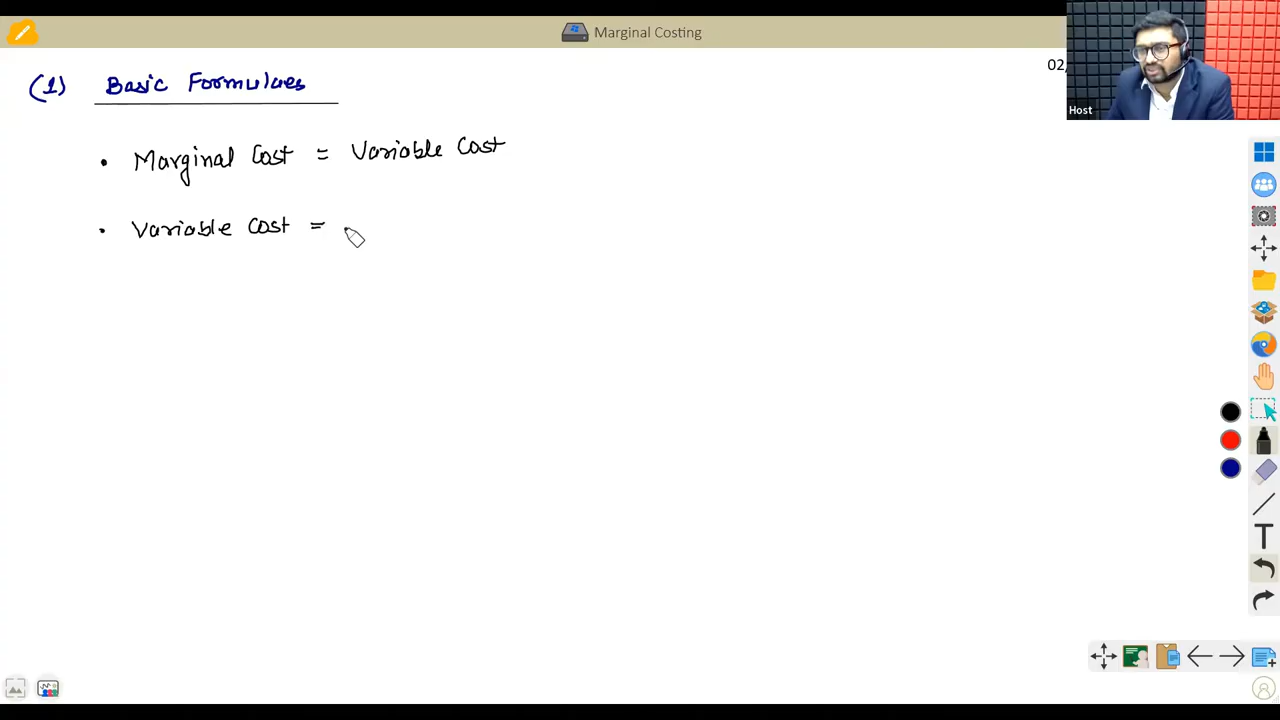 Marginal Costing
02/
Host
(1) Basic Formulaes
• Marginal Cost = Variable Cost
• Variable Cost =
T